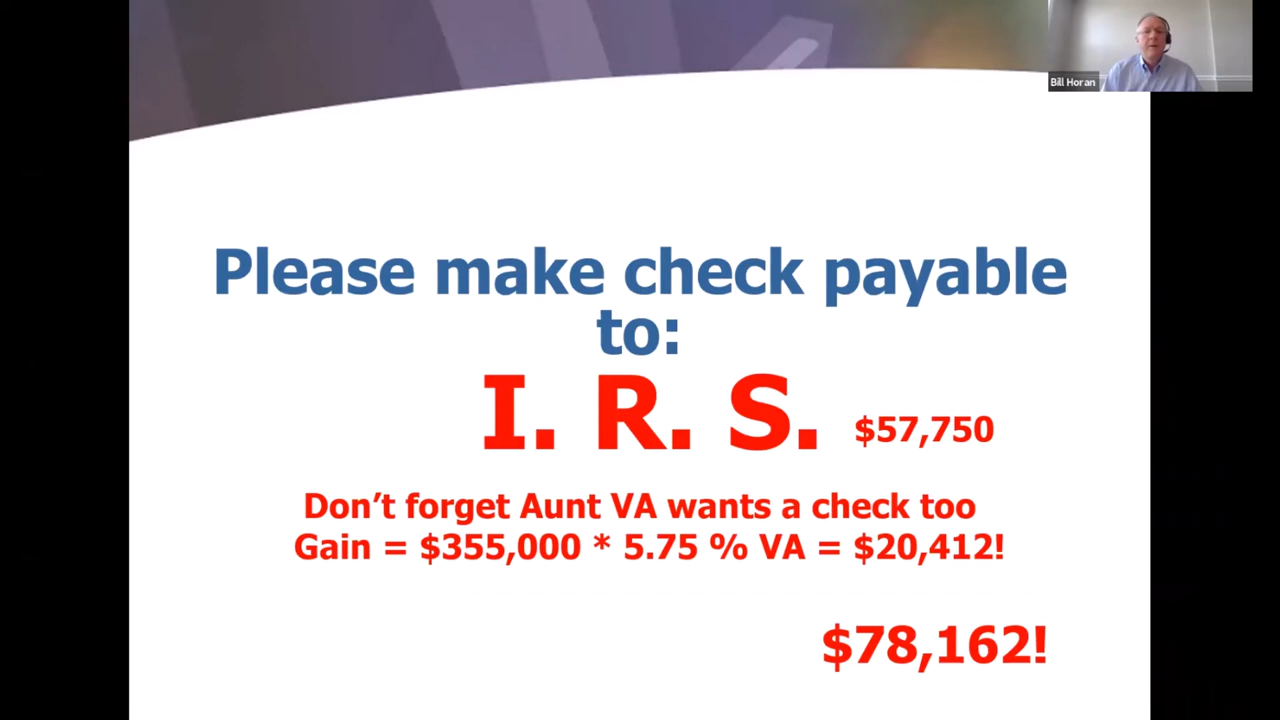 Bill Horan
Please make check payable
to:
I. R. S. $57,750
Don’t forget Aunt VA wants a check too
Gain = $355,000 * 5.75 % VA = $20,412!
$78,162!